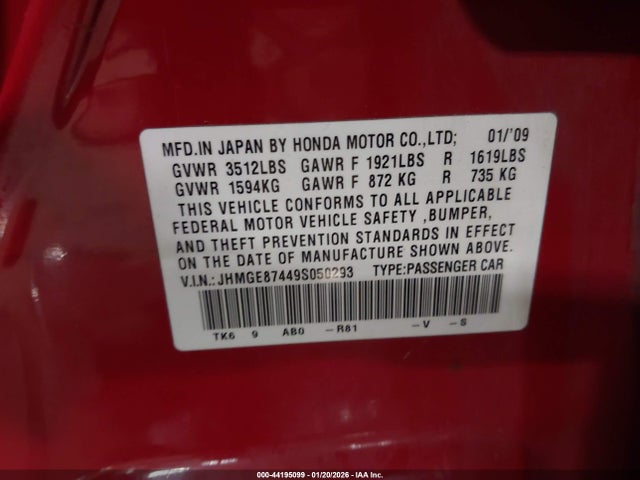 MFD.IN JAPAN BY HONDA MOTOR CO.,LTD; 01/'09
GVWR 3512LBS GAWR F 1921LBS R 1619LBS
GVWR 1594KG GAWR F 872 KG R 735 KG
THIS VEHICLE CONFORMS TO ALL APPLICABLE
FEDERAL MOTOR VEHICLE SAFETY ,BUMPER,
AND THEFT PREVENTION STANDARDS IN EFFECT
ON THE DATE OF MANUFACTURE SHOWN ABOVE.
V.I.N.: JHMGE87449S050293 TYPE:PASSENGER CAR
TK6 9 AB0 -R81 -V -S
000-44195099 - 01/20/2026 - IAA Inc.